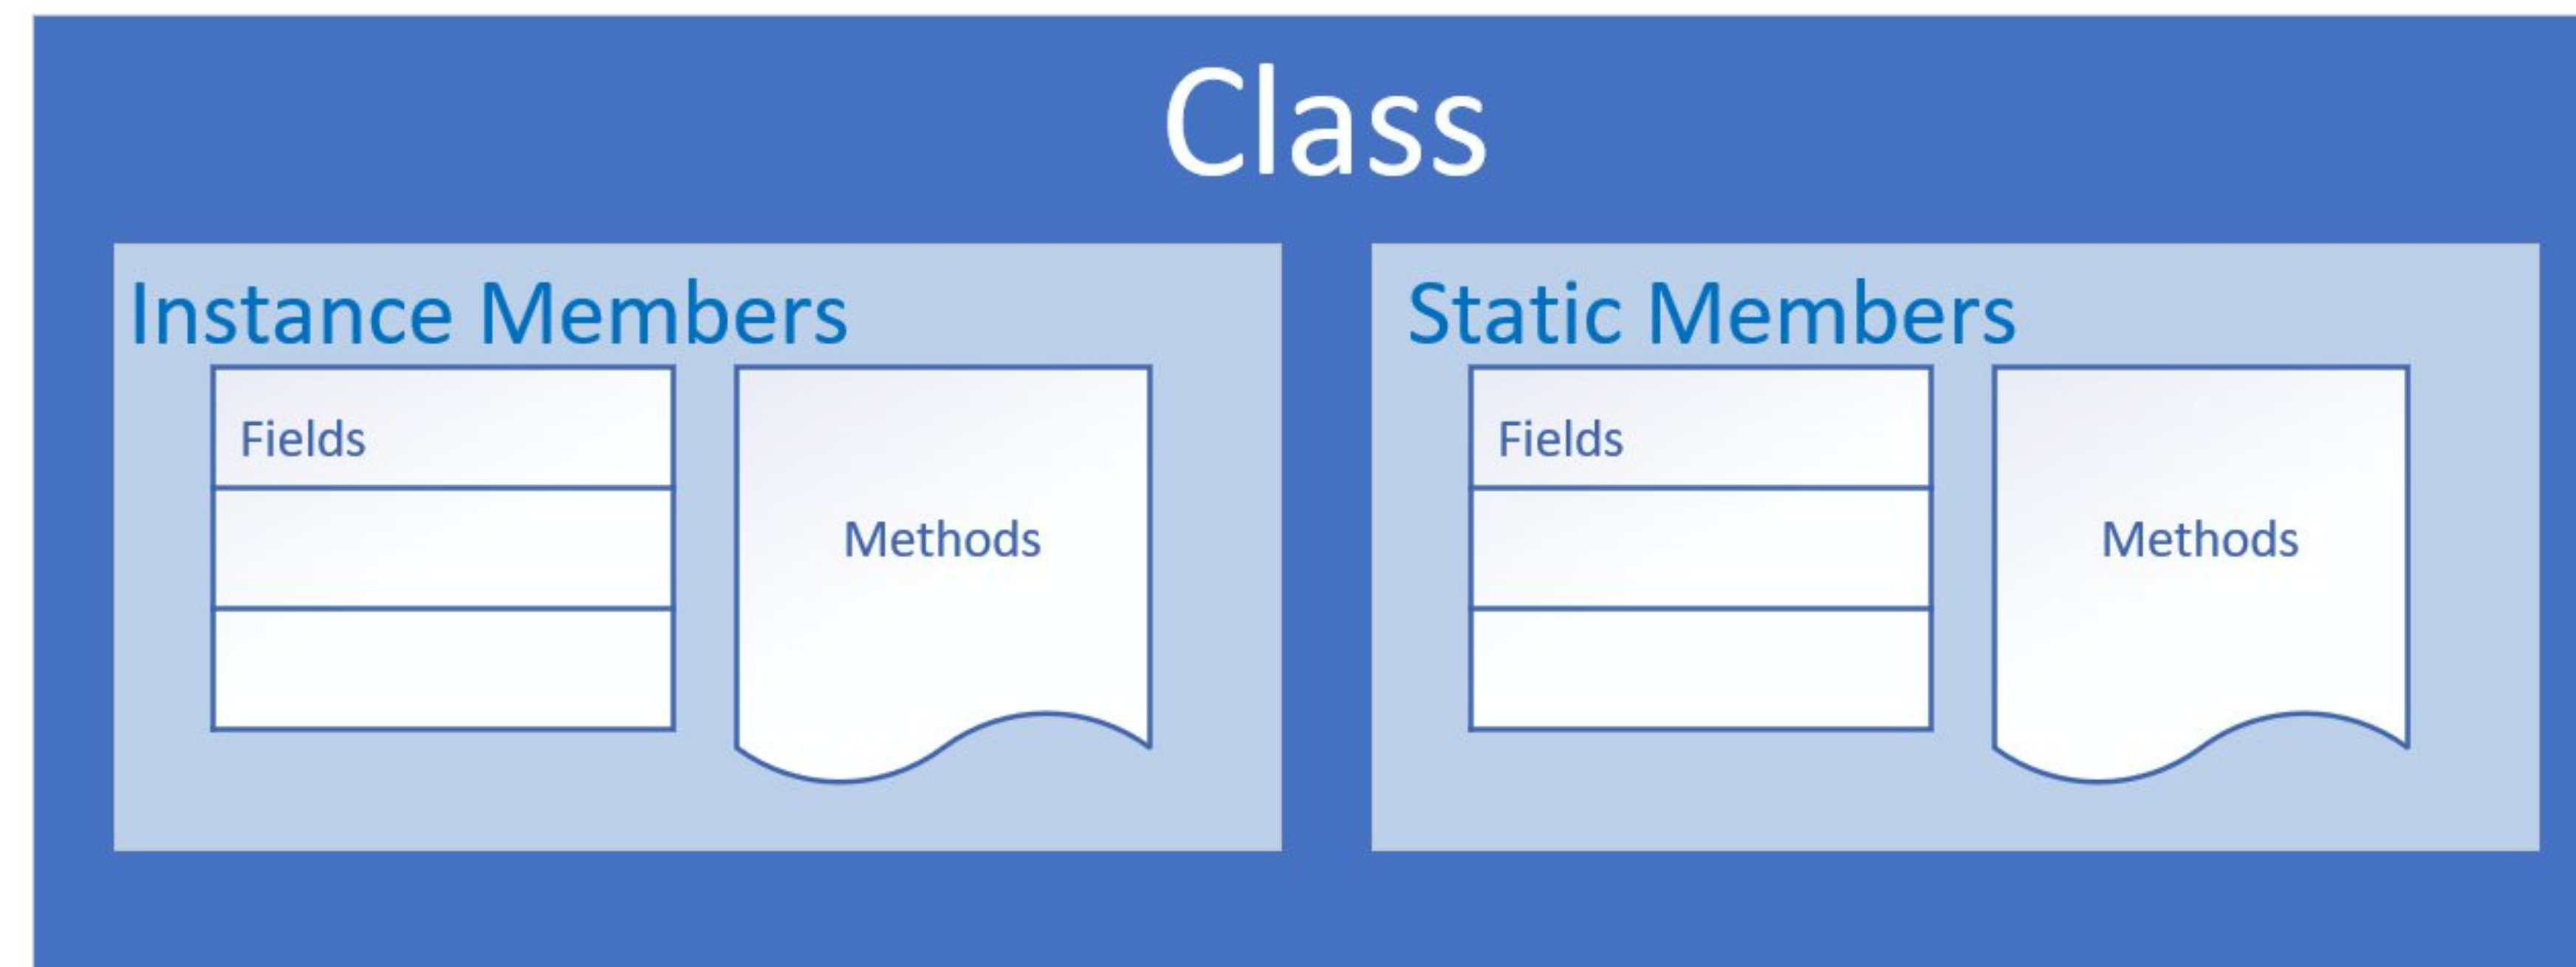 Class
Instance Members
Fields
Methods
Static Members
Fields
Methods